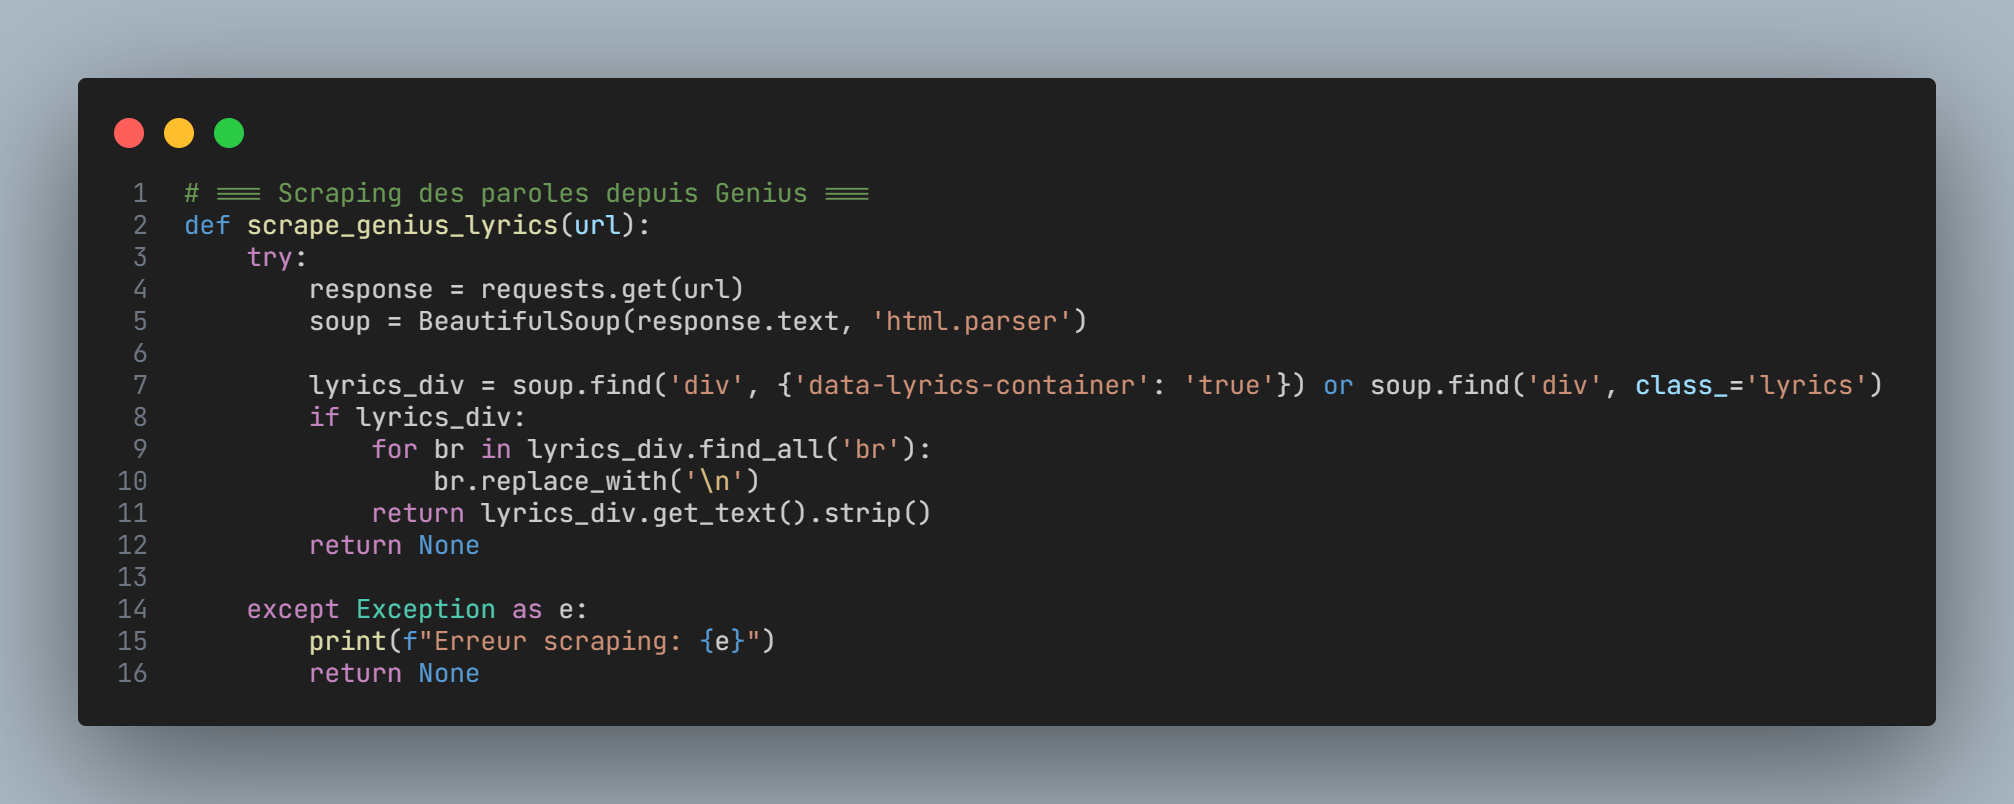 1 # === Scraping des paroles depuis Genius ===
2 def scrape_genius_lyrics(url):
3     try:
4         response = requests.get(url)
5         soup = BeautifulSoup(response.text, 'html.parser')
6
7         lyrics_div = soup.find('div', {'data-lyrics-container': 'true'}) or soup.find('div', class_='lyrics')
8         if lyrics_div:
9             for br in lyrics_div.find_all('br'):
10                 br.replace_with('\n')
11             return lyrics_div.get_text().strip()
12         return None
13
14     except Exception as e:
15         print(f"Erreur scraping: {e}")
16         return None